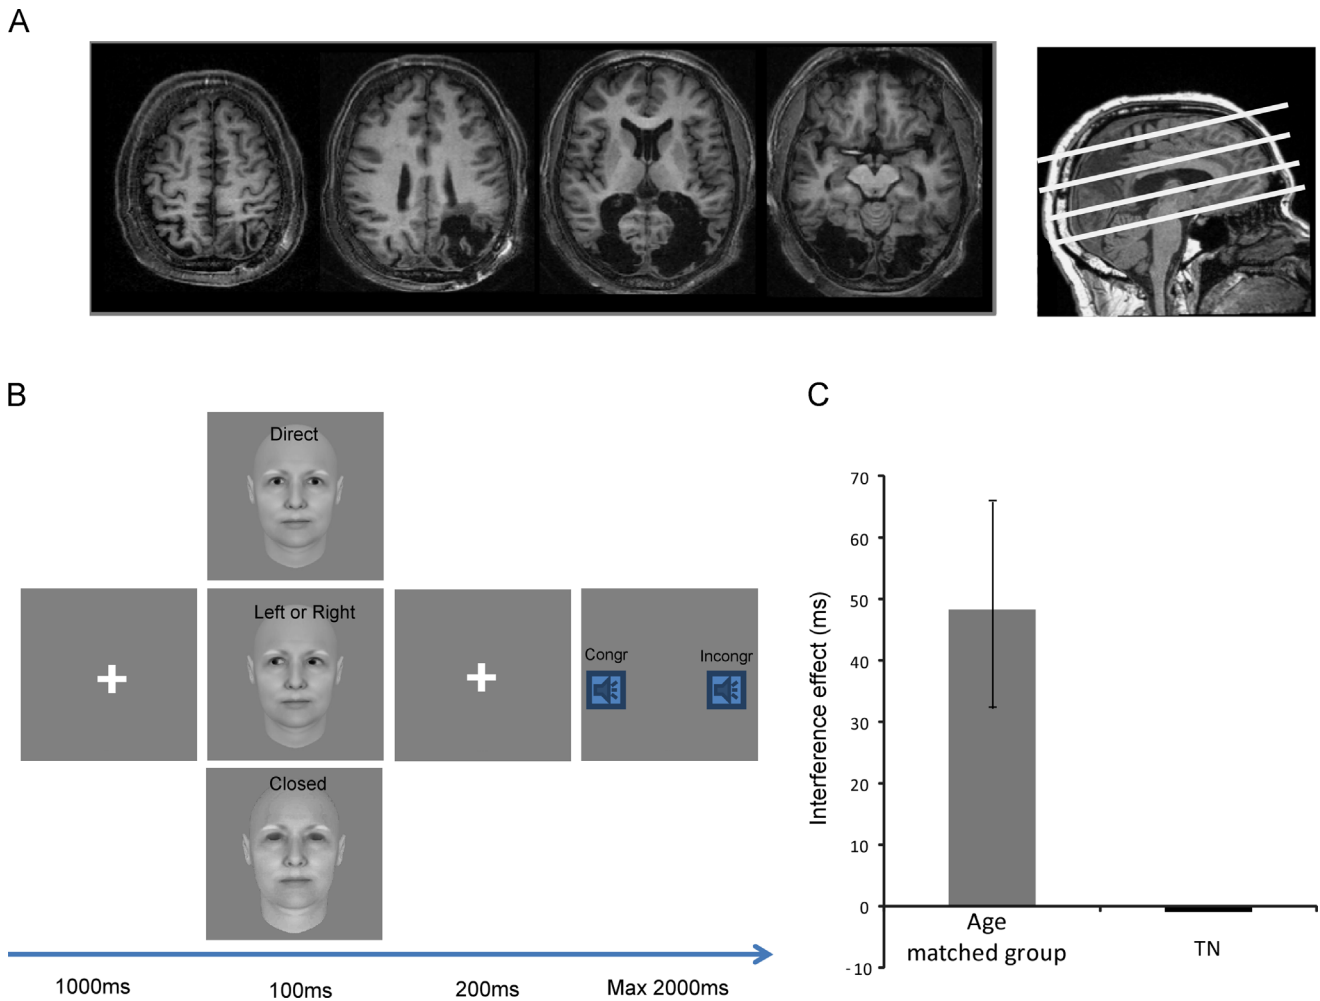 A
B
Direct
Left or Right
Closed
Congr
Incongr
1000ms
100ms
200ms
Max 2000ms
C
Interference effect (ms)
70
60
50
40
30
20
10
0
-10
Age
matched group
TN